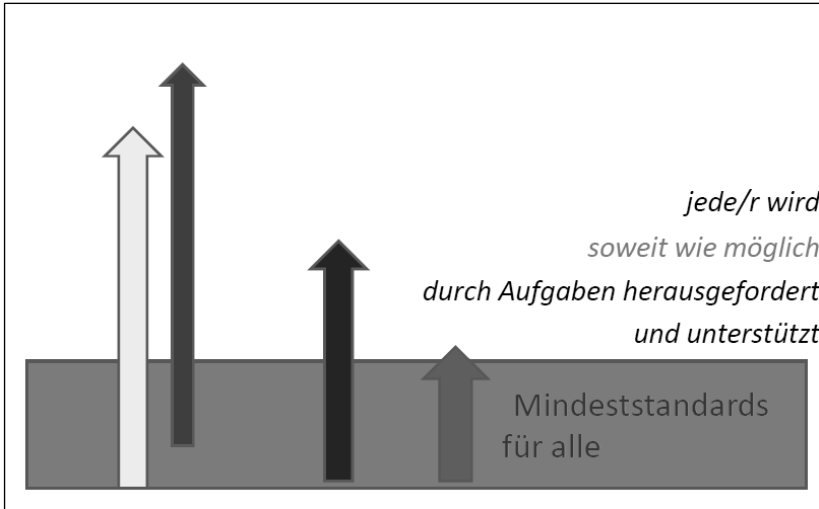 jede/r wird
soweit wie möglich
durch Aufgaben herausgefordert
und unterstützt
Mindeststandards
für alle